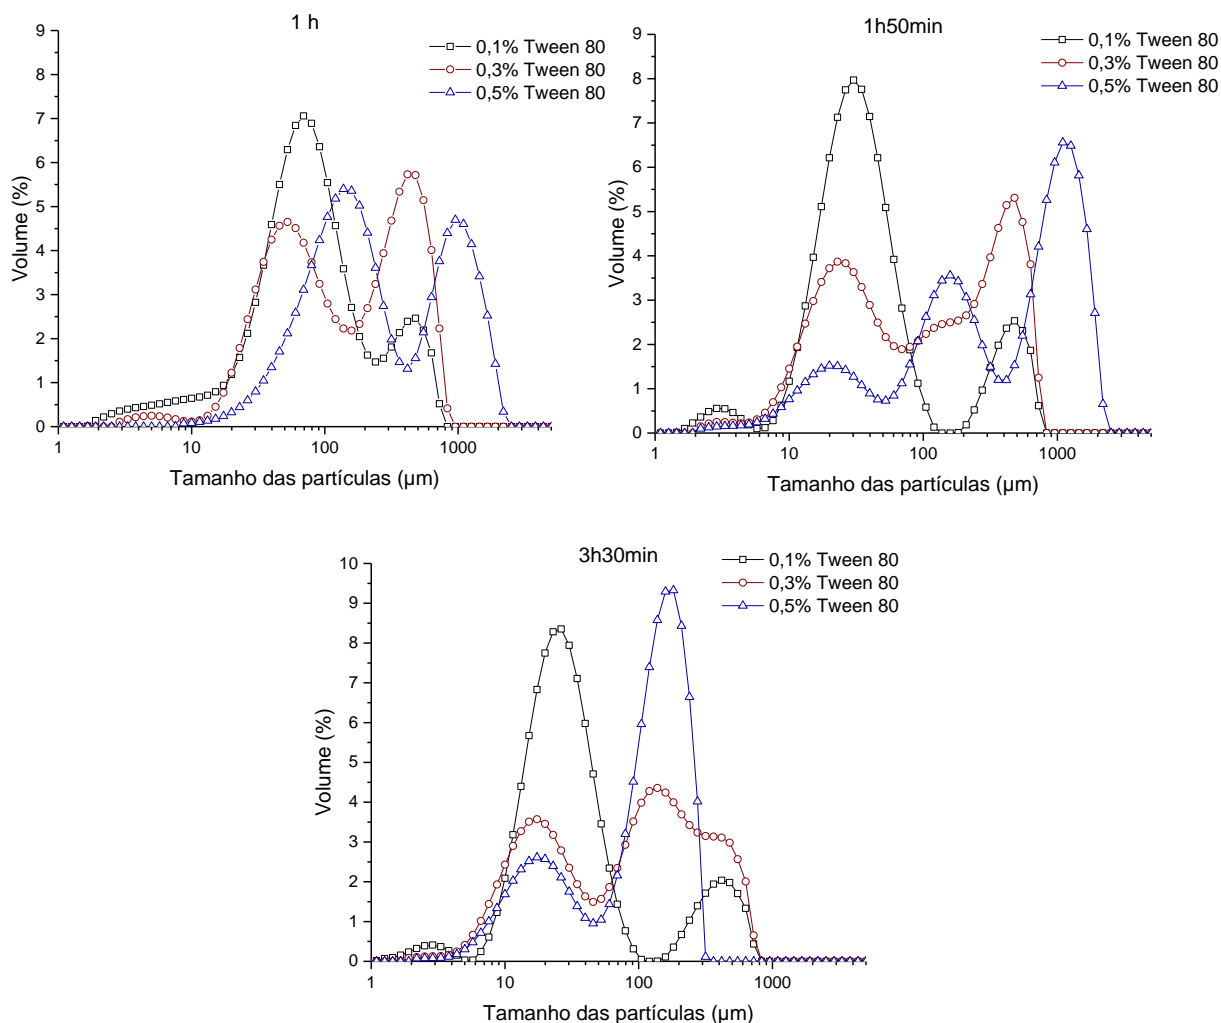 1 h
0,1% Tween 80
0,3% Tween 80
0,5% Tween 80
9
8
7
6
5
4
3
2
1
0
Volume (%)
1
10
100
1000
Tamanho das partículas (µm)
1h50min
0,1% Tween 80
0,3% Tween 80
0,5% Tween 80
9
8
7
6
5
4
3
2
1
0
Volume (%)
1
10
100
1000
Tamanho das partículas (µm)
3h30min
0,1% Tween 80
0,3% Tween 80
0,5% Tween 80
10
9
8
7
6
5
4
3
2
1
0
Volume (%)
1
10
100
1000
Tamanho das partículas (µm)